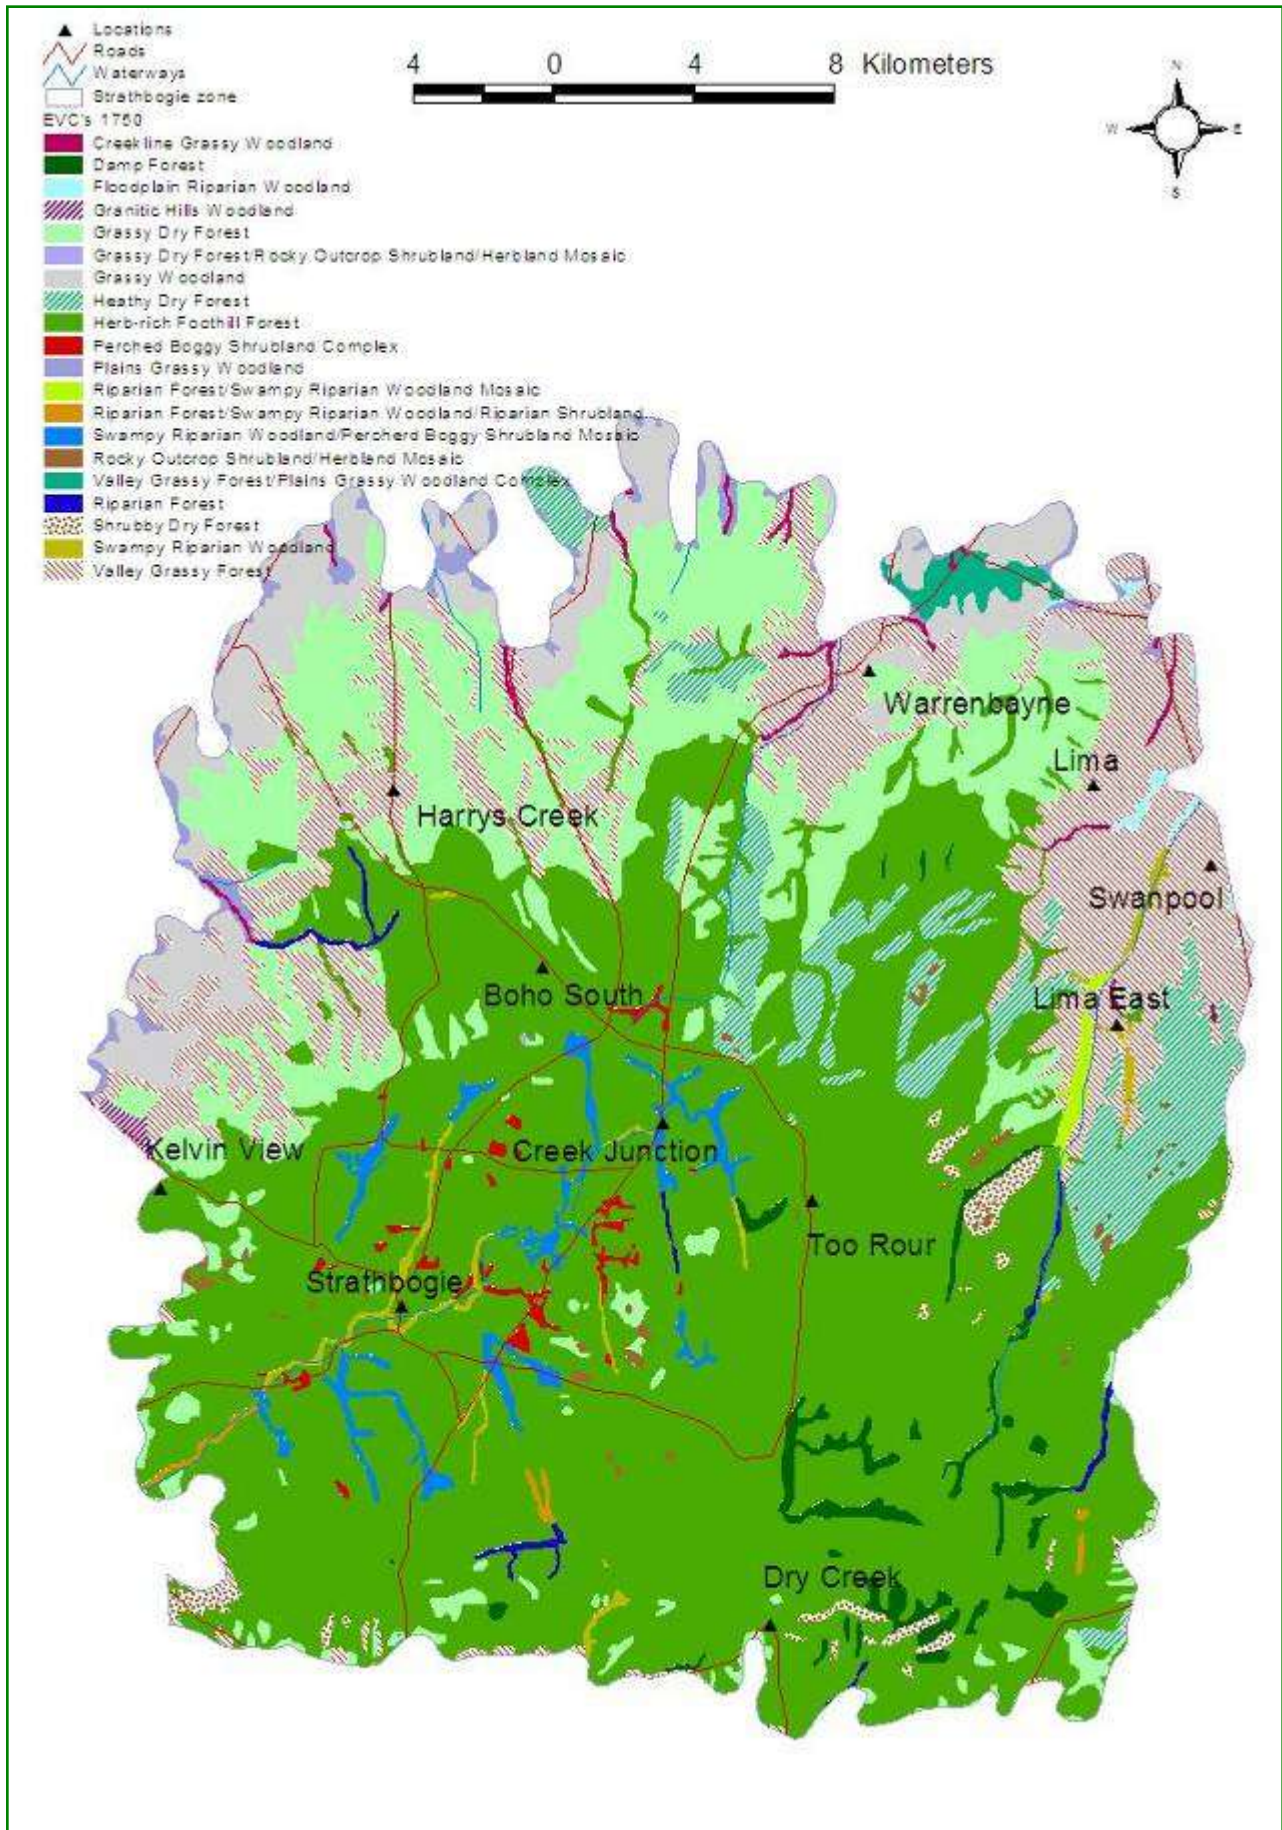 Locations
Roads
Waterways
Strathbogie zone
EVC's 1750
Creekline Grassy Woodland
Damp Forest
Floodplain Riparian Woodland
Granitic Hills Woodland
Grassy Dry Forest
Grassy Dry Forest/Rocky Outcrop Shrubland/Herbland Mosaic
Grassy Woodland
Heathy Dry Forest
Herb-rich Foothill Forest
Perched Boggy Shrubland Complex
Plains Grassy Woodland
Riparian Forest/Swampy Riparian Woodland Mosaic
Riparian Forest/Swampy Riparian Woodland/Riparian Shrubland
Swampy Riparian Woodland/Percherd Boggy Shrubland Mosaic
Rocky Outcrop Shrubland/Herbland Mosaic
Valley Grassy Forest/Plains Grassy Woodland Complex
Riparian Forest
Shrubby Dry Forest
Swampy Riparian Woodland
Valley Grassy Forest
4 0 4 8 Kilometers
N
W E
S
Warrenbayne
Lima
Harrys Creek
Swanpool
Boho South
Lima East
Kelvin View
Creek Junction
Too Rour
Strathbogie
Dry Creek